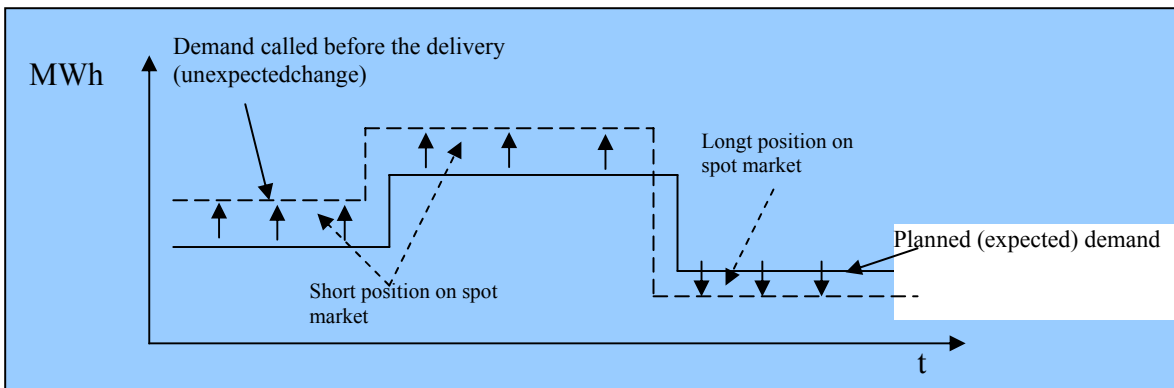 Demand called before the delivery
(unexpectedchange)
MWh
Longt position on
spot market
Planned (expected) demand
Short position on spot
market
t